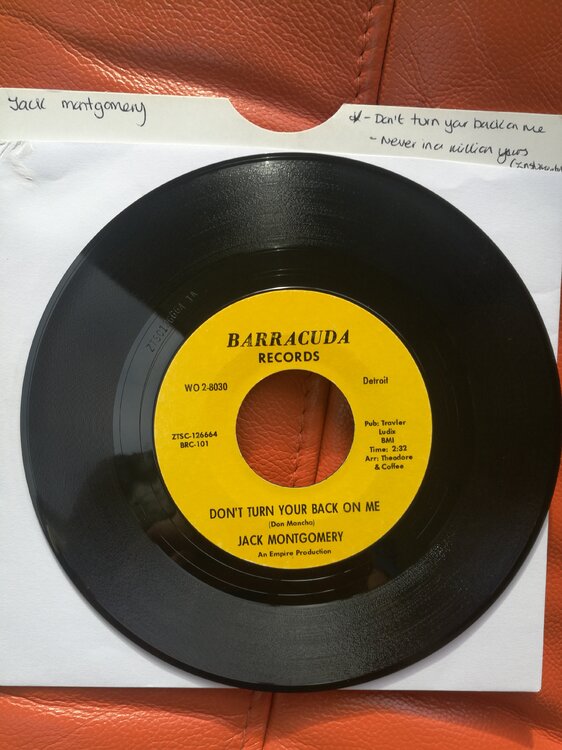 Jack montgomery
- Don't turn your back on me
- Never in a million years
(Instrumental
BARRACUDA
RECORDS
WO 2-8030
Detroit
ZTSC-126664
BRC-101
Pub: Travler
Ludix
BMI
Time: 2:32
Arr: Theodore
& Coffee
DON'T TURN YOUR BACK ON ME
(Don Mancha)
JACK MONTGOMERY
An Empire Production